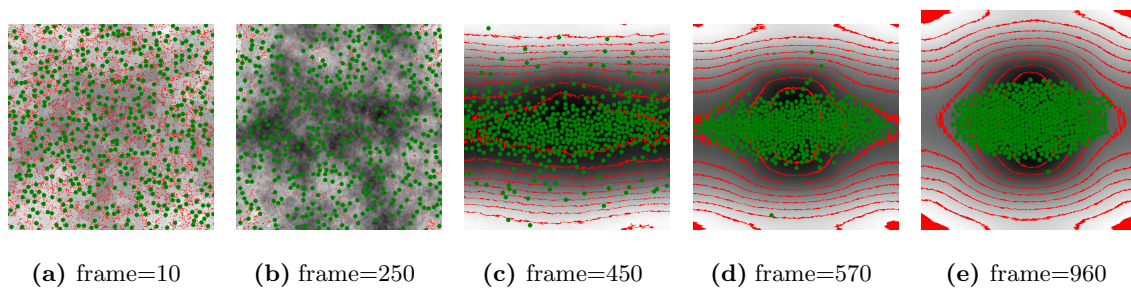 (a) frame=10
(b) frame=250
(c) frame=450
(d) frame=570
(e) frame=960